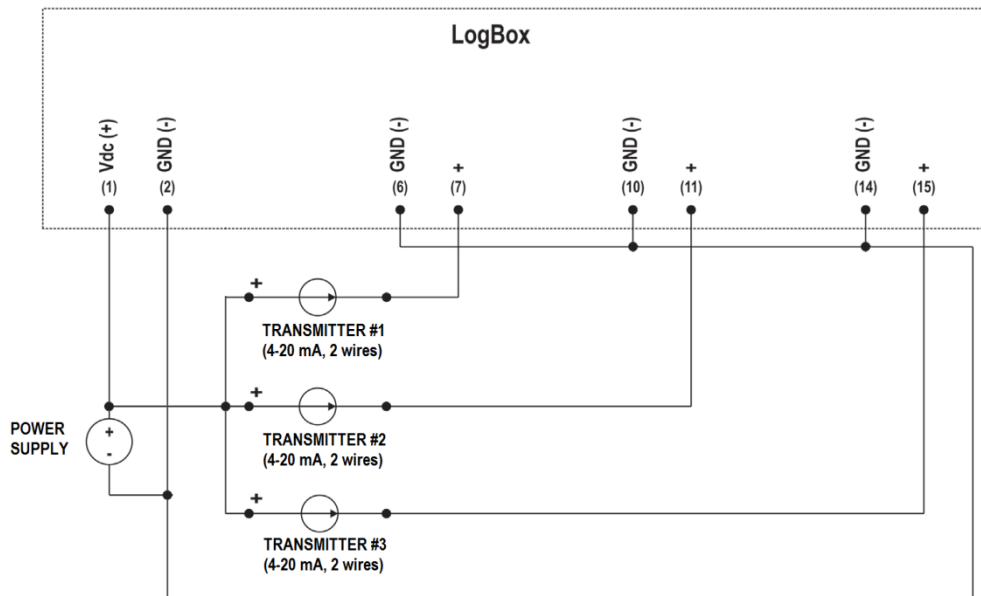 LogBox
Vdc (+)
(1)
GND (-)
(2)
GND (-)
(6)
+
(7)
GND (-)
(10)
+
(11)
GND (-)
(14)
+
(15)
+
TRANSMITTER #1
(4-20 mA, 2 wires)
+
TRANSMITTER #2
(4-20 mA, 2 wires)
POWER
SUPPLY
+
-
+
TRANSMITTER #3
(4-20 mA, 2 wires)